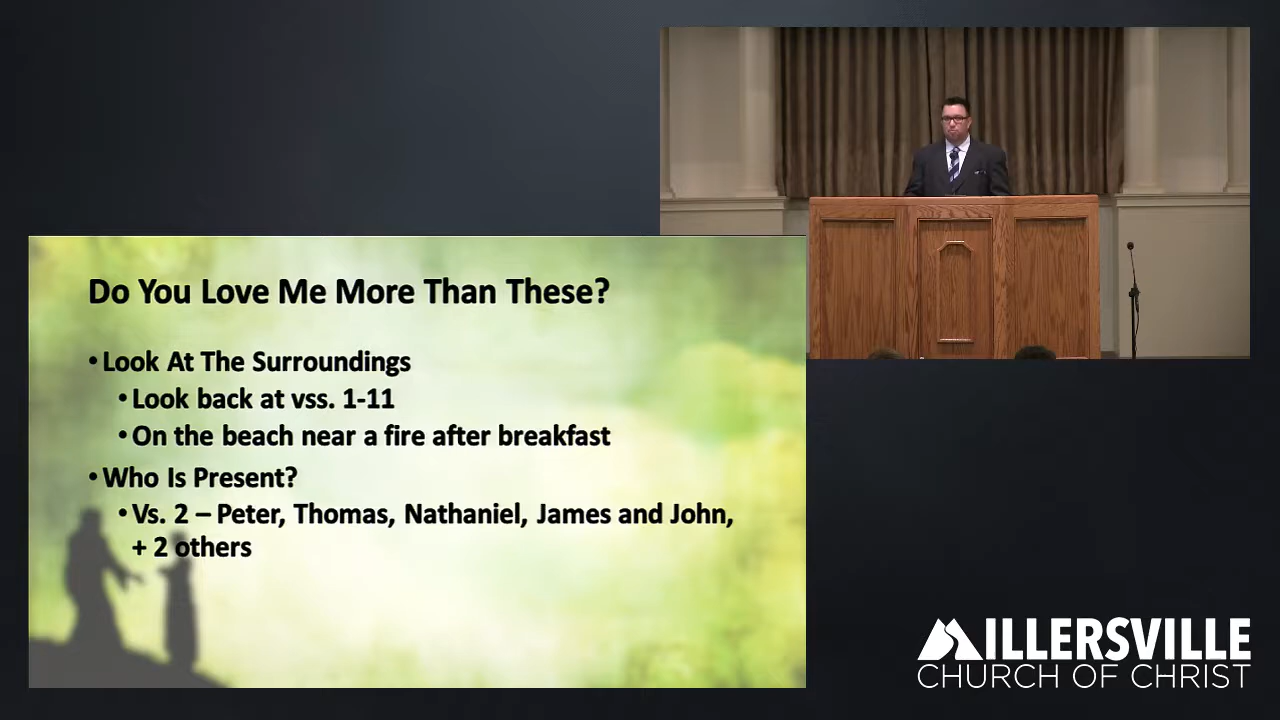 Do You Love Me More Than These?
•Look At The Surroundings
•Look back at vss. 1-11
•On the beach near a fire after breakfast
•Who Is Present?
•Vs. 2 – Peter, Thomas, Nathaniel, James and John,
+ 2 others
MILLERSVILLE
CHURCH OF CHRIST